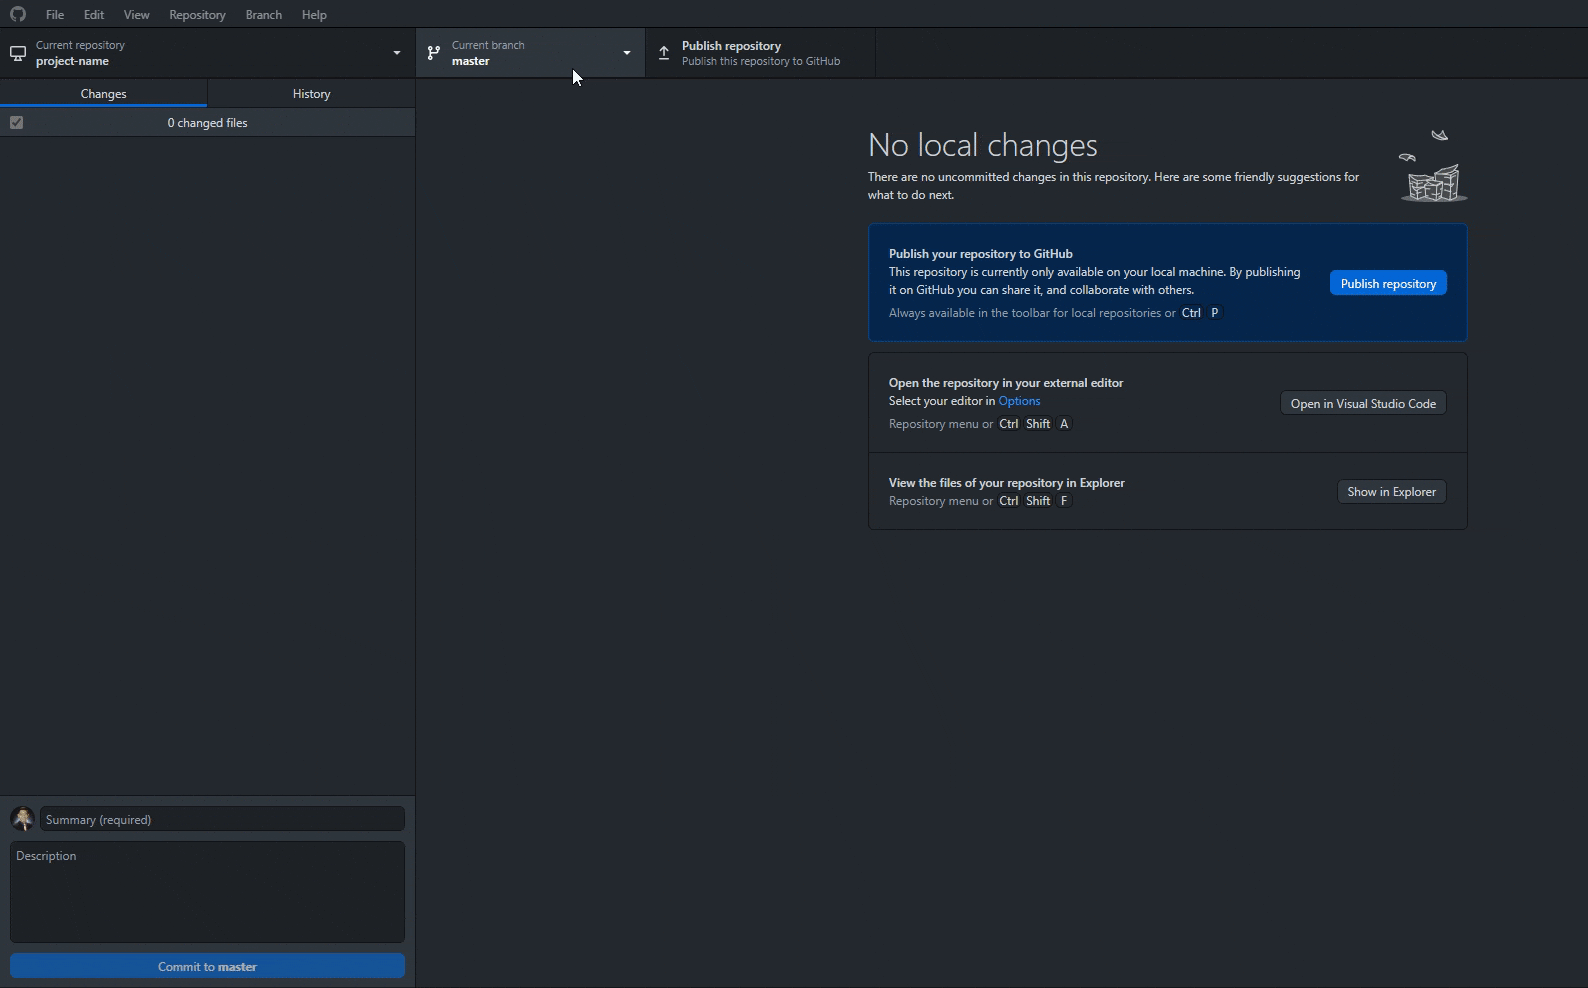 File Edit View Repository Branch Help
Current repository
project-name
Current branch
master
Publish repository
Publish this repository to GitHub
Changes History
0 changed files
No local changes
There are no uncommitted changes in this repository. Here are some friendly suggestions for
what to do next.
Publish your repository to GitHub
This repository is currently only available on your local machine. By publishing
it on GitHub you can share it, and collaborate with others.
Always available in the toolbar for local repositories or Ctrl P
Publish repository
Open the repository in your external editor
Select your editor in Options
Repository menu or Ctrl Shift A
Open in Visual Studio Code
View the files of your repository in Explorer
Repository menu or Ctrl Shift F
Show in Explorer
Summary (required)
Description
Commit to master